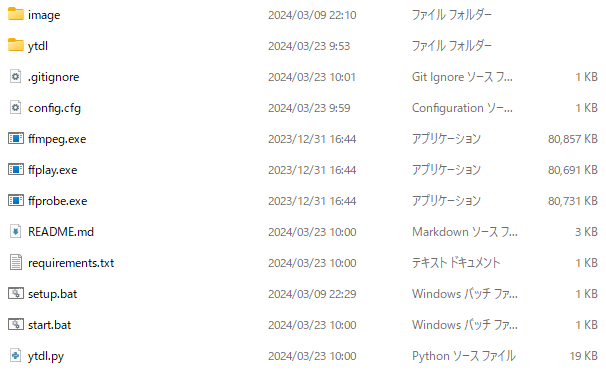 image 2024/03/09 22:10 ファイル フォルダー
ytdl 2024/03/23 9:53 ファイル フォルダー
.gitignore 2024/03/23 10:01 Git Ignore ソース フ... 1 KB
config.cfg 2024/03/23 9:59 Configuration ソー... 1 KB
ffmpeg.exe 2023/12/31 16:44 アプリケーション 80,857 KB
ffplay.exe 2023/12/31 16:44 アプリケーション 80,691 KB
ffprobe.exe 2023/12/31 16:44 アプリケーション 80,731 KB
README.md 2024/03/23 10:00 Markdown ソース フ... 3 KB
requirements.txt 2024/03/23 10:00 テキスト ドキュメント 1 KB
setup.bat 2024/03/09 22:29 Windows バッチ ファ... 1 KB
start.bat 2024/03/23 10:00 Windows バッチ ファ... 1 KB
ytdl.py 2024/03/23 10:00 Python ソース ファイル 19 KB